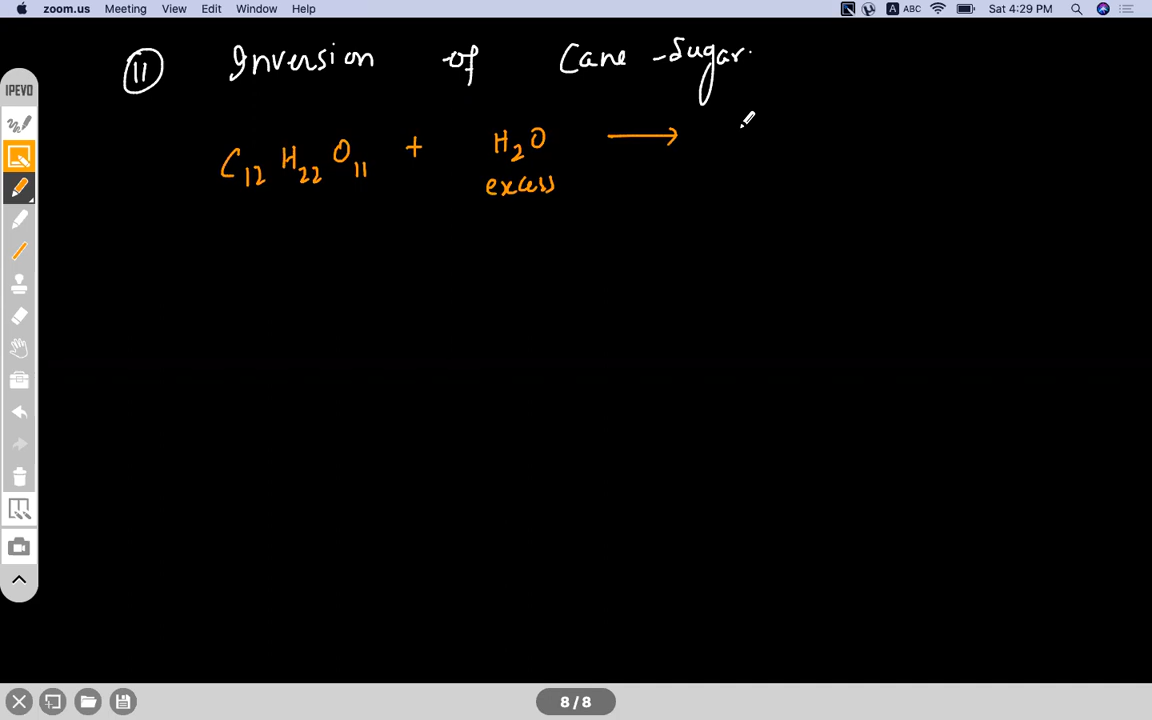 zoom.us Meeting View Edit Window Help A ABC Sat 4:29 PM
IPEVO
11 Inversion of Cane-Sugar.
C12 H22 O11 + H2O →
excess
8 / 8